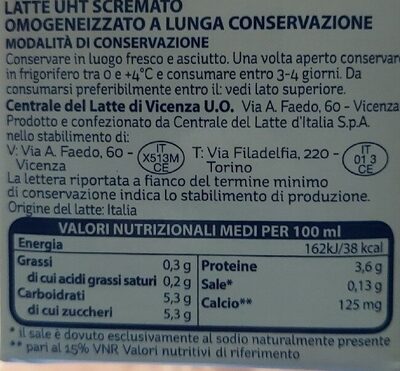 LATTE UHT SCREMATO
OMOGENEIZZATO A LUNGA CONSERVAZIONE
MODALITÀ DI CONSERVAZIONE
Conservare in luogo fresco e asciutto. Una volta aperto conservare
in frigorifero tra 0 e +4°C e consumare entro 3-4 giorni. Da
consumarsi preferibilmente entro il: vedi lato superiore.
Centrale del Latte di Vicenza U.O. Via A. Faedo, 60 - Vicenza
Prodotto e confezionato da Centrale del Latte d'Italia S.p.A.
nello stabilimento di:
V: Via A. Faedo, 60 - Vicenza
IT X513M CE
T: Via Filadelfia, 220 - Torino
IT 01 3 CE
La lettera riportata a fianco del termine minimo
di conservazione indica lo stabilimento di produzione.
Origine del latte: Italia
VALORI NUTRIZIONALI MEDI PER 100 ml
Energia 162kJ/38 kcal
Grassi 0,3 g
di cui acidi grassi saturi 0,2 g
Carboidrati 5,3 g
di cui zuccheri 5,3 g
Proteine 3,6 g
Sale* 0,13 g
Calcio** 125 mg
* il sale è dovuto esclusivamente al sodio naturalmente presente
** pari al 15% VNR Valori nutritivi di riferimento